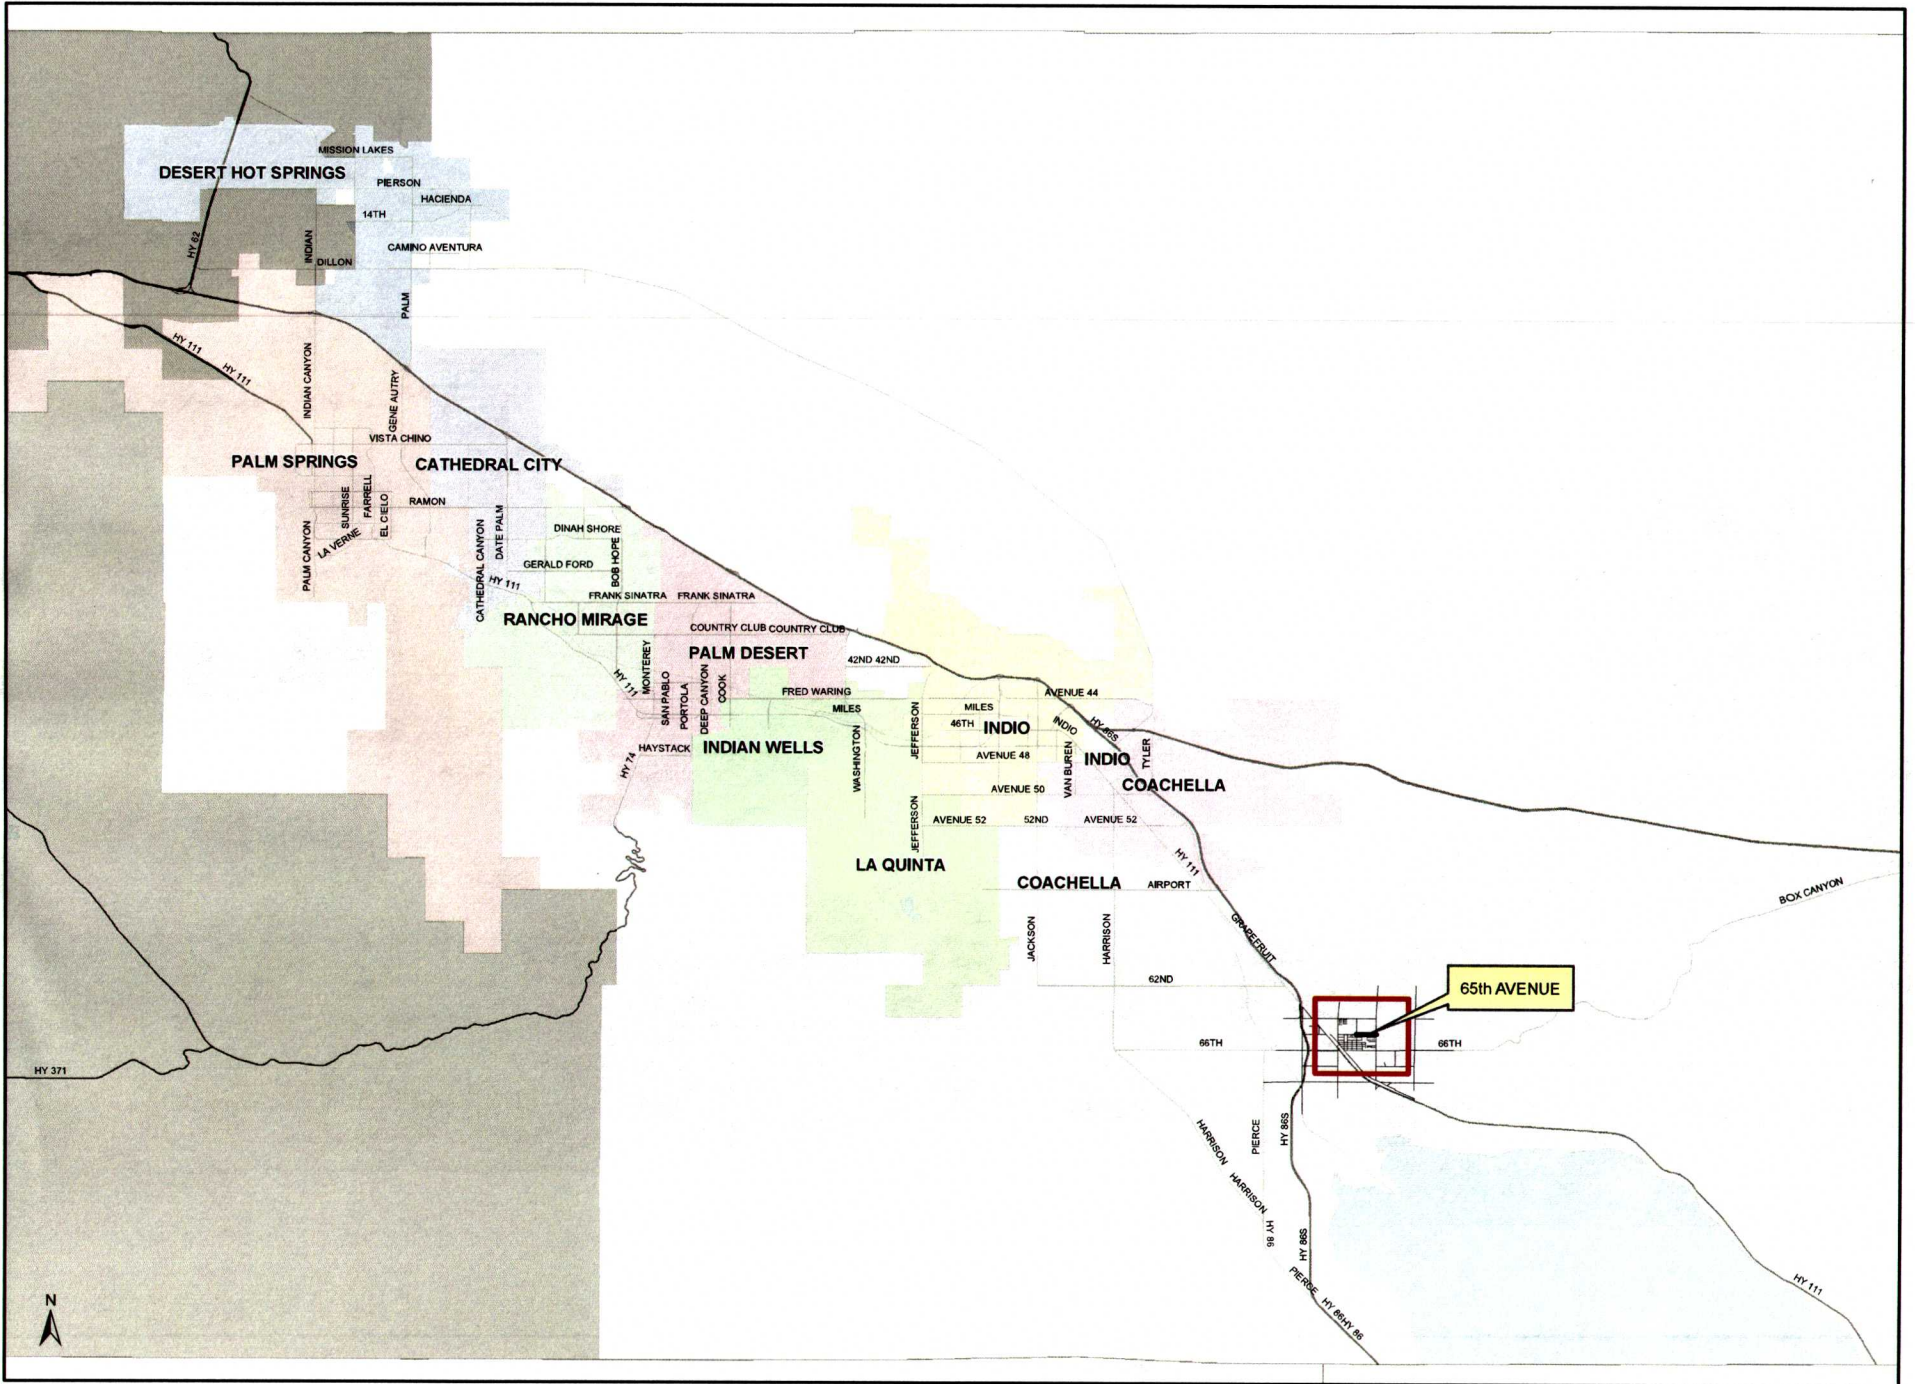 MISSION LAKES
DESERT HOT SPRINGS
PIERSON
HACIENDA
14TH
HY 62
INDIAN
CAMINO AVENTURA
DILLON
PALM
HY 111
HY 111
INDIAN CANYON
GENE AUTRY
VISTA CHINO
PALM SPRINGS
CATHEDRAL CITY
SUNRISE
FARRELL
EL CIELO
RAMON
PALM CANYON
LA VERNE
CATHEDRAL CANYON
DATE PALM
DINAH SHORE
BOB HOPE
GERALD FORD
HY 111
FRANK SINATRA
FRANK SINATRA
RANCHO MIRAGE
COUNTRY CLUB
COUNTRY CLUB
PALM DESERT
42ND
42ND
HY 111
MONTEREY
SAN PABLO
PORTOLA
DEEP CANYON
COOK
FRED WARING
AVENUE 44
MILES
MILES
JEFFERSON
46TH
INDIO
INDIO
HY 86S
HAYSTACK
INDIAN WELLS
WASHINGTON
AVENUE 48
VAN BUREN
INDIO
TYLER
HY 74
COACHELLA
AVENUE 50
JEFFERSON
AVENUE 52
52ND
AVENUE 52
LA QUINTA
HY 111
COACHELLA
AIRPORT
BOX CANYON
JACKSON
HARRISON
GRAPEFRUIT
62ND
65th AVENUE
66TH
66TH
HY 371
HARRISON
PIERCE
HY 86S
HARRISON
HY 86
HY 86S
PIERCE
HY 86
HY 86
HY 111
N